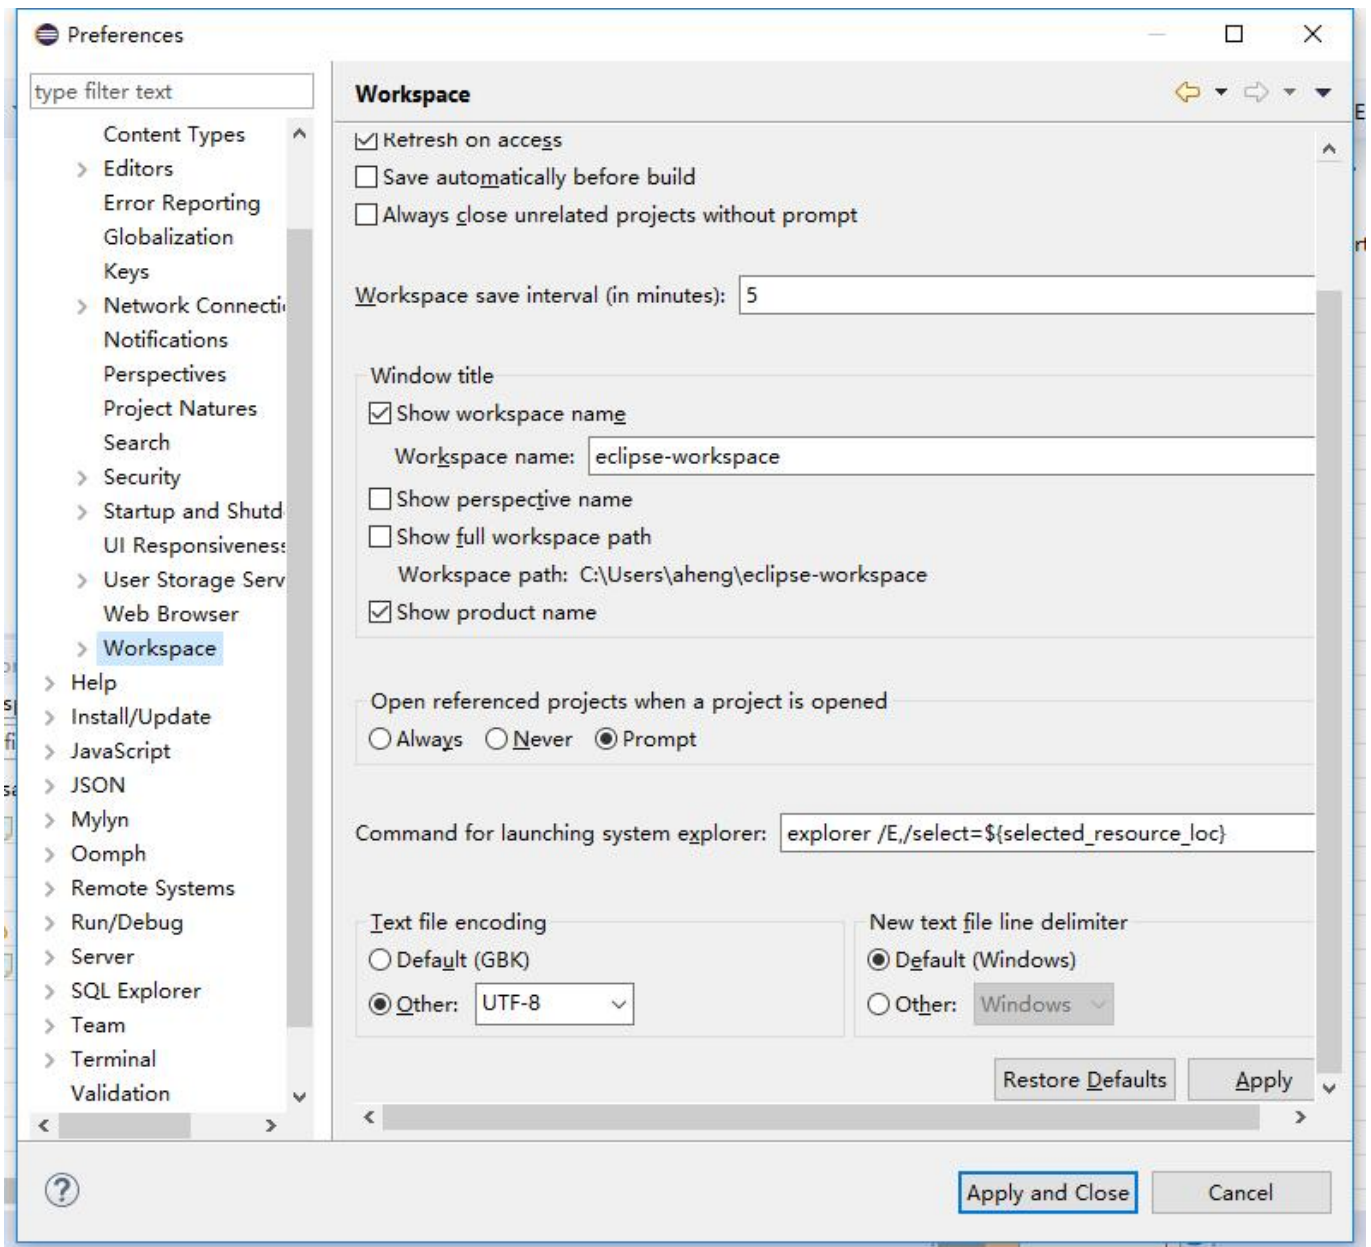 Preferences
type filter text
Content Types
Editors
Error Reporting
Globalization
Keys
Network Connecti
Notifications
Perspectives
Project Natures
Search
Security
Startup and Shutd
UI Responsiveness
User Storage Serv
Web Browser
Workspace
Help
Install/Update
JavaScript
JSON
Mylyn
Oomph
Remote Systems
Run/Debug
Server
SQL Explorer
Team
Terminal
Validation
Workspace
Refresh on access
Save automatically before build
Always close unrelated projects without prompt
Workspace save interval (in minutes): 5
Window title
Show workspace name
Workspace name: eclipse-workspace
Show perspective name
Show full workspace path
Workspace path: C:\Users\aheng\eclipse-workspace
Show product name
Open referenced projects when a project is opened
Always Never Prompt
Command for launching system explorer: explorer /E,/select=${selected_resource_loc}
Text file encoding
Default (GBK)
Other: UTF-8
New text file line delimiter
Default (Windows)
Other: Windows
Restore Defaults Apply
Apply and Close Cancel